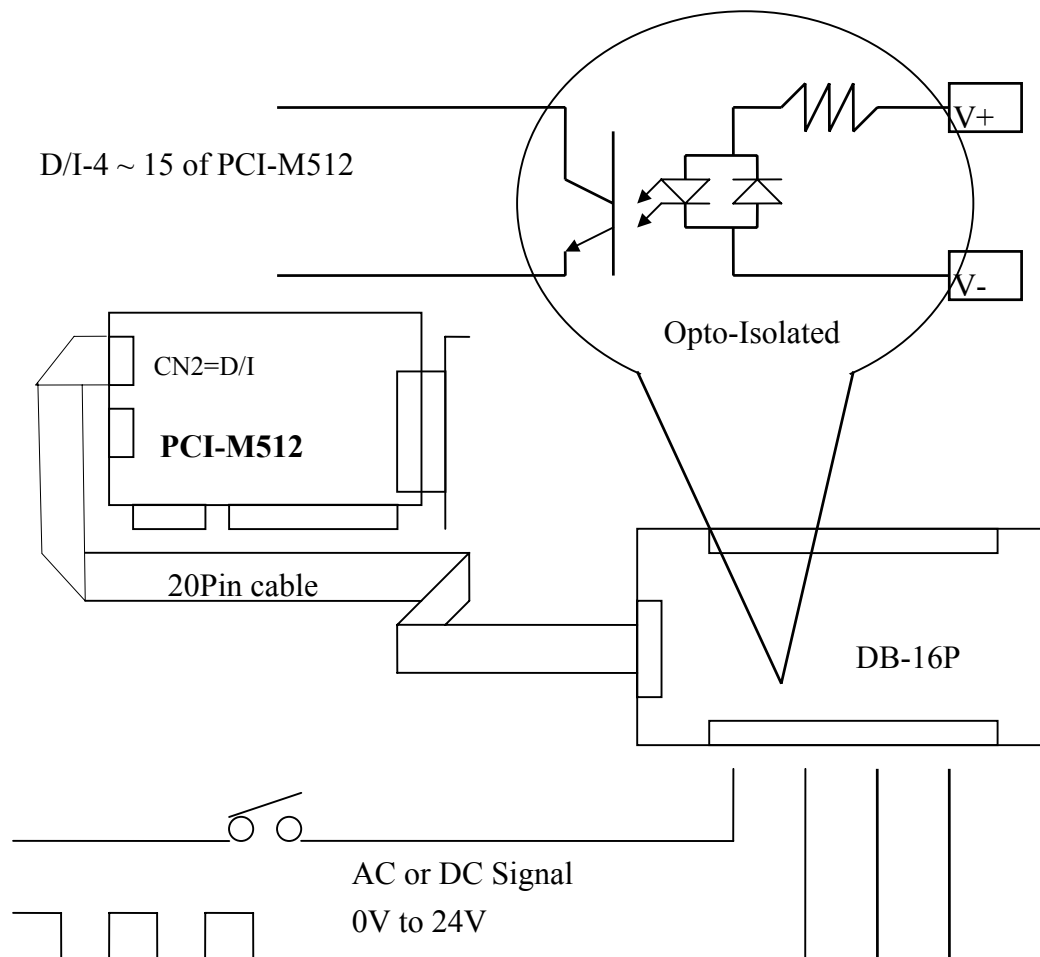 V+
D/I-4 ~ 15 of PCI-M512
V-
Opto-Isolated
CN2=D/I
PCI-M512
20Pin cable
DB-16P
AC or DC Signal
0V to 24V